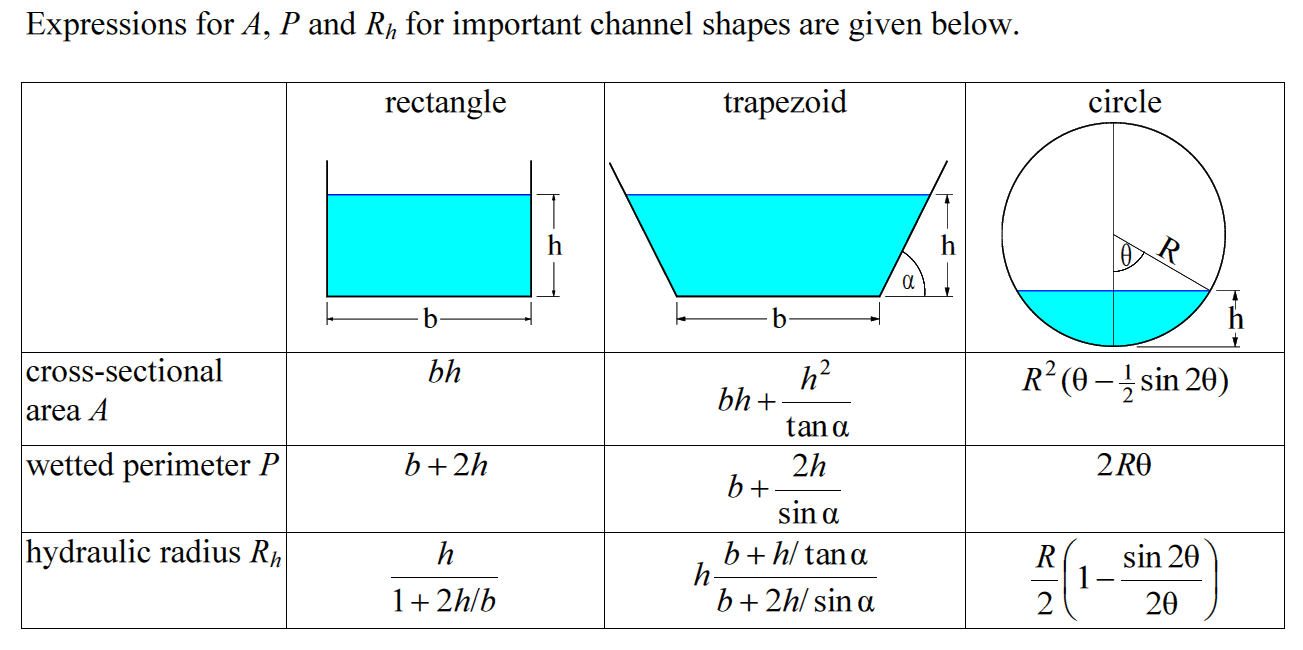 Expressions for A, P and Rₕ for important channel shapes are given below.
rectangle
trapezoid
circle
h
b
h
α
b
θ
R
h
cross-sectional
area A
bh
bh + h²/tan α
R²(θ – ½ sin 2θ)
wetted perimeter P
b + 2h
b + 2h/sin α
2Rθ
hydraulic radius Rₕ
h/(1 + 2h/b)
h (b + h/tan α)/(b + 2h/sin α)
R/2 (1 – sin 2θ/2θ)